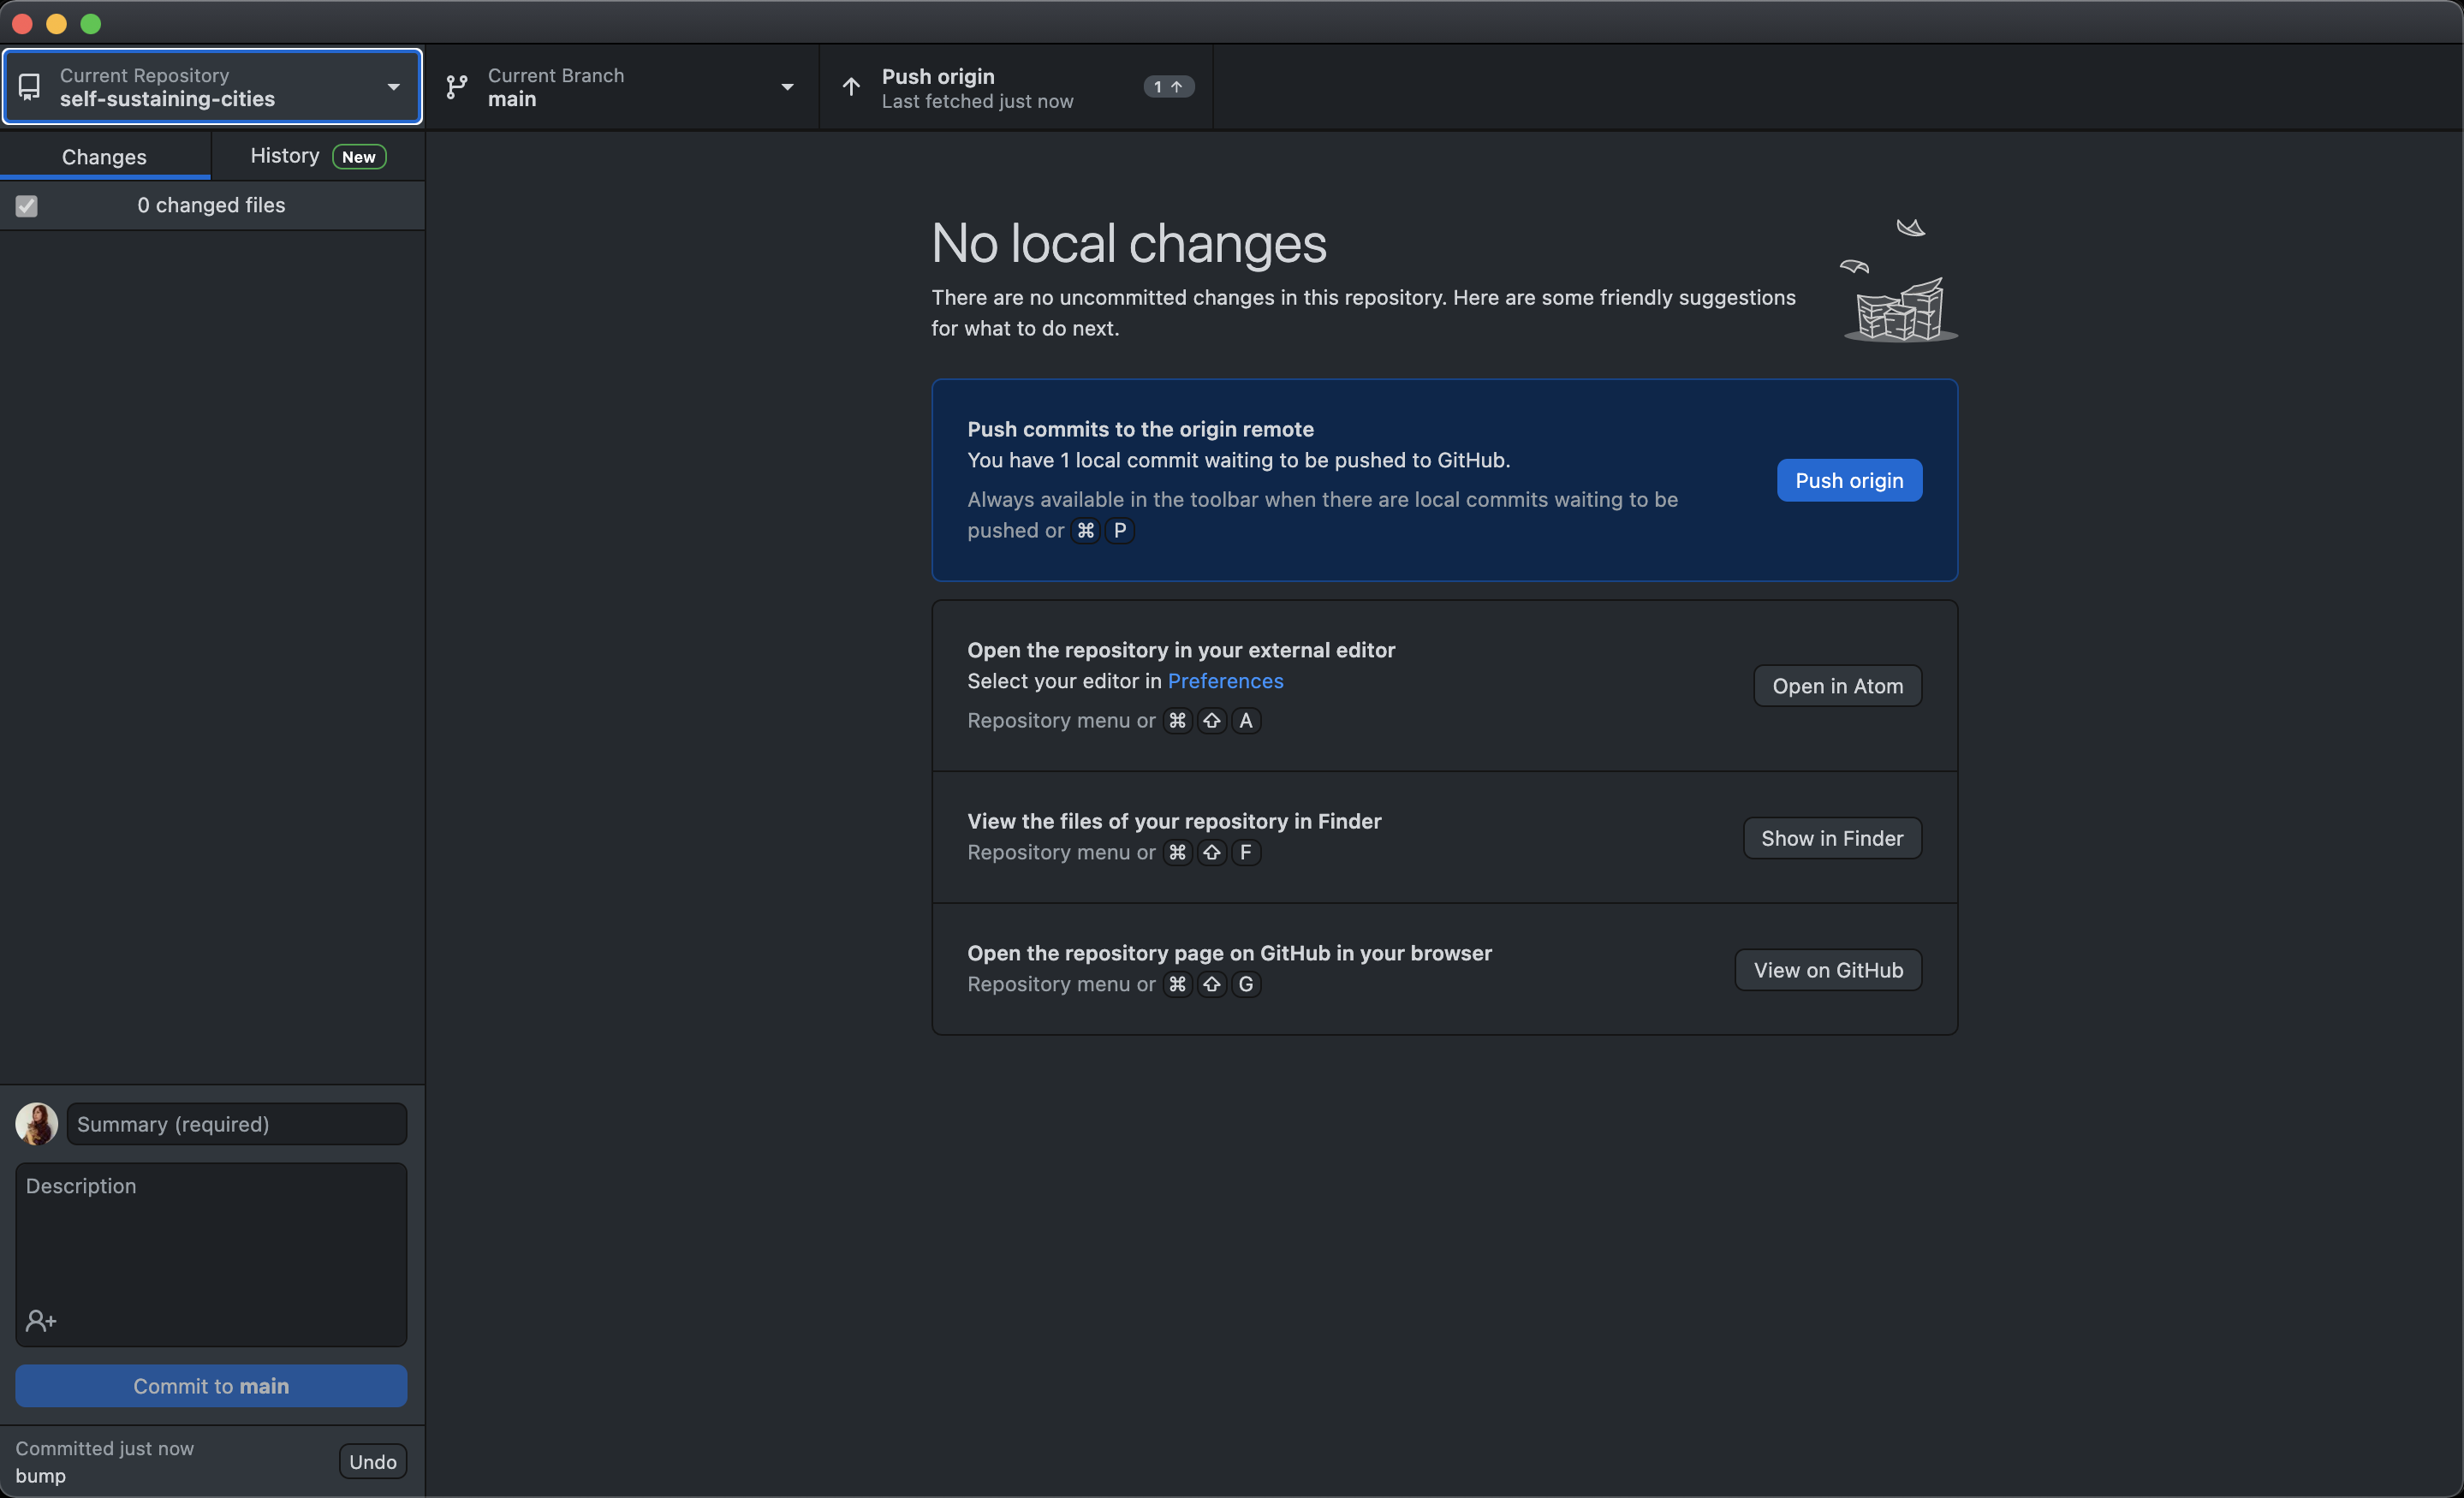 Current Repository
self-sustaining-cities
Current Branch
main
Push origin
Last fetched just now
1 ↑
Changes
History New
0 changed files
No local changes
There are no uncommitted changes in this repository. Here are some friendly suggestions
for what to do next.
Push commits to the origin remote
You have 1 local commit waiting to be pushed to GitHub.
Always available in the toolbar when there are local commits waiting to be
pushed or ⌘ P
Push origin
Open the repository in your external editor
Select your editor in Preferences
Repository menu or ⌘ ⇧ A
Open in Atom
View the files of your repository in Finder
Repository menu or ⌘ ⇧ F
Show in Finder
Open the repository page on GitHub in your browser
Repository menu or ⌘ ⇧ G
View on GitHub
Summary (required)
Description
Commit to main
Committed just now
bump
Undo